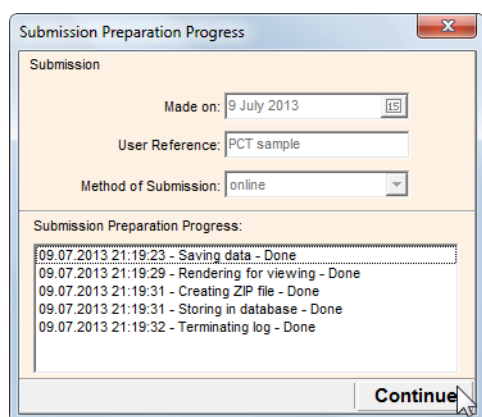 Submission Preparation Progress
Submission
Made on: 9 July 2013 15
User Reference: PCT sample
Method of Submission: online
Submission Preparation Progress:
09.07.2013 21:19:23 - Saving data - Done
09.07.2013 21:19:29 - Rendering for viewing - Done
09.07.2013 21:19:31 - Creating ZIP file - Done
09.07.2013 21:19:31 - Storing in database - Done
09.07.2013 21:19:32 - Terminating log - Done
Continue